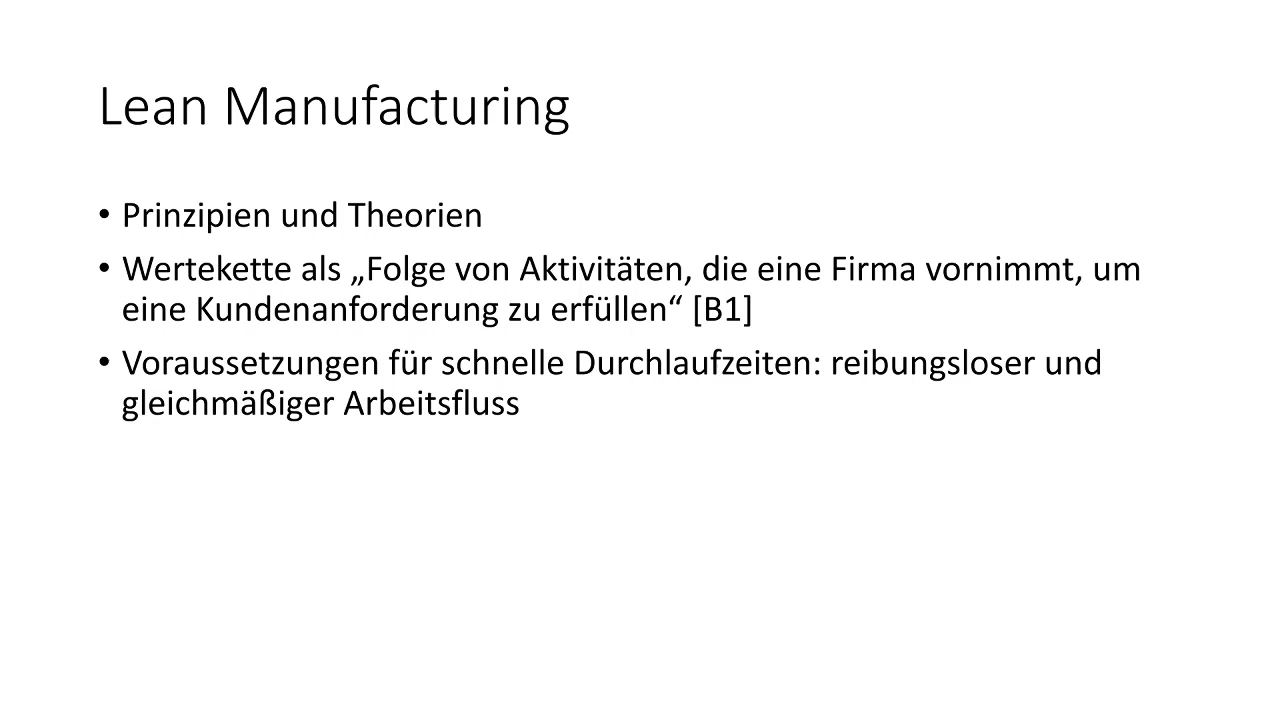 Lean Manufacturing
• Prinzipien und Theorien
• Wertekette als „Folge von Aktivitäten, die eine Firma vornimmt, um
eine Kundenanforderung zu erfüllen“ [B1]
• Voraussetzungen für schnelle Durchlaufzeiten: reibungsloser und
gleichmäßiger Arbeitsfluss